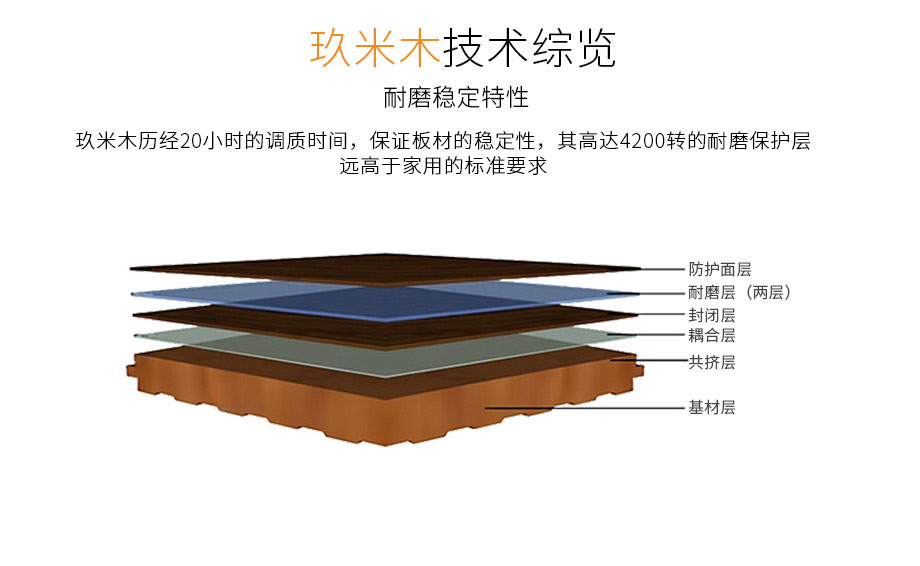 玖米木技术综览
耐磨稳定特性
玖米木历经20小时的调质时间，保证板材的稳定性，其高达4200转的耐磨保护层
远高于家用的标准要求
防护面层
耐磨层（两层）
封闭层
耦合层
共挤层
基材层